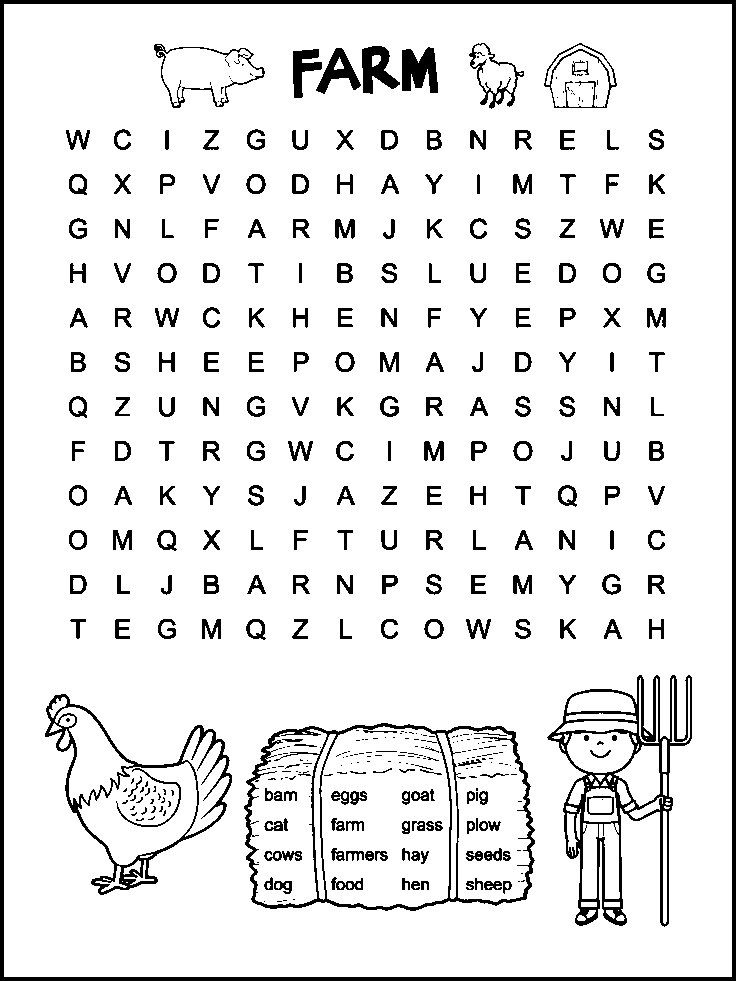 FARM
W C I Z G U X D B N R E L S
Q X P V O D H A Y I M T F K
G N L F A R M J K C S Z W E
H V O D T I B S L U E D O G
A R W C K H E N F Y E P X M
B S H E E P O M A J D Y I T
Q Z U N G V K G R A S S N L
F D T R G W C I M P O J U B
O A K Y S J A Z E H T Q P V
O M Q X L F T U R L A N I C
D L J B A R N P S E M Y G R
T E G M Q Z L C O W S K A H
barn eggs goat pig
cat farm grass plow
cows farmers hay seeds
dog food hen sheep